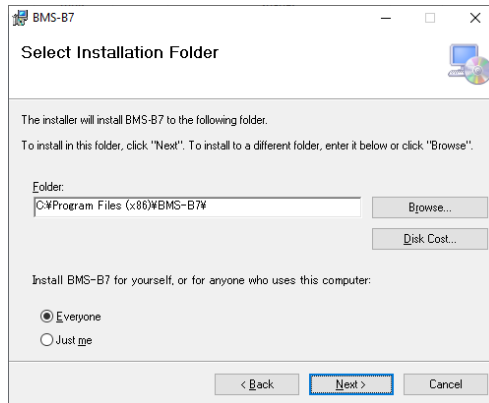 BMS-B7
Select Installation Folder
The installer will install BMS-B7 to the following folder.
To install in this folder, click "Next". To install to a different folder, enter it below or click "Browse".
Folder:
C:¥Program Files (x86)¥BMS-B7¥
Browse...
Disk Cost...
Install BMS-B7 for yourself, or for anyone who uses this computer:
Everyone
Just me
< Back
Next >
Cancel